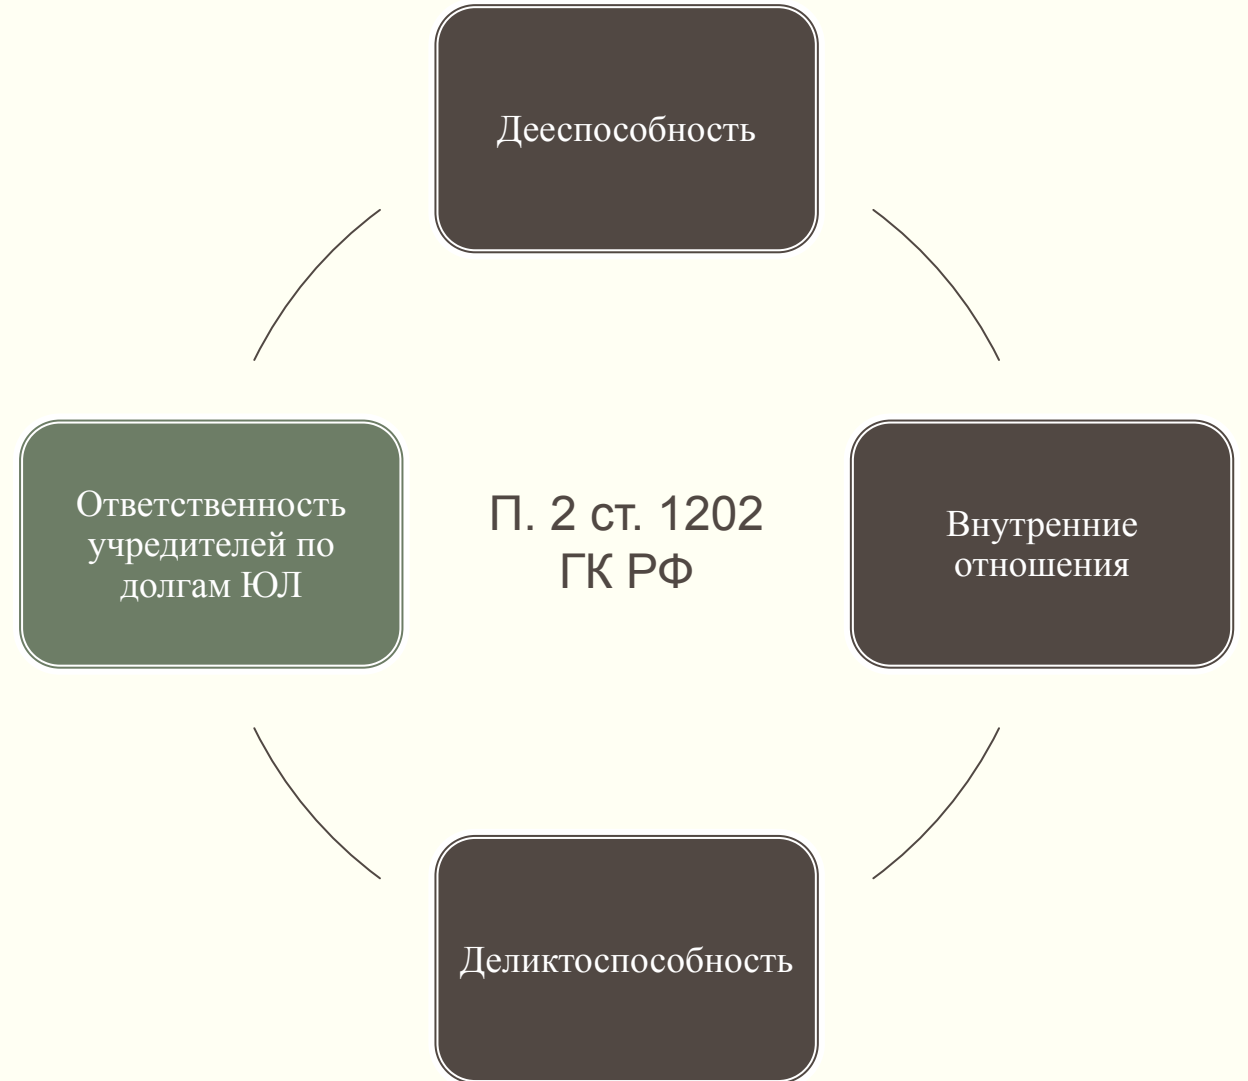 Дееспособность
Ответственность
учредителей по
долгам ЮЛ
П. 2 ст. 1202
ГК РФ
Внутренние
отношения
Деликтоспособность